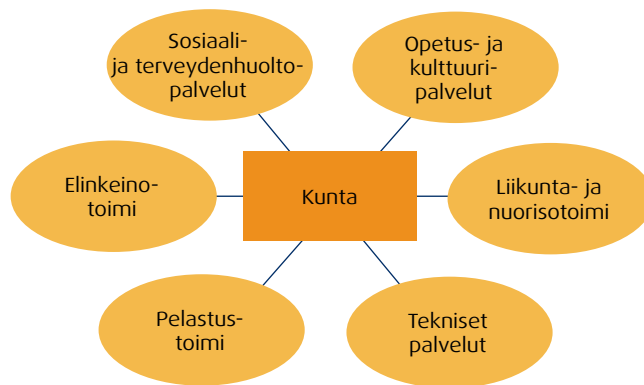 Sosiaali-
ja terveydenhuolto-
palvelut
Opetus- ja
kulttuuri-
palvelut
Elinkeino-
toimi
Kunta
Liikunta- ja
nuorisotoimi
Pelastus-
toimi
Tekniset
palvelut